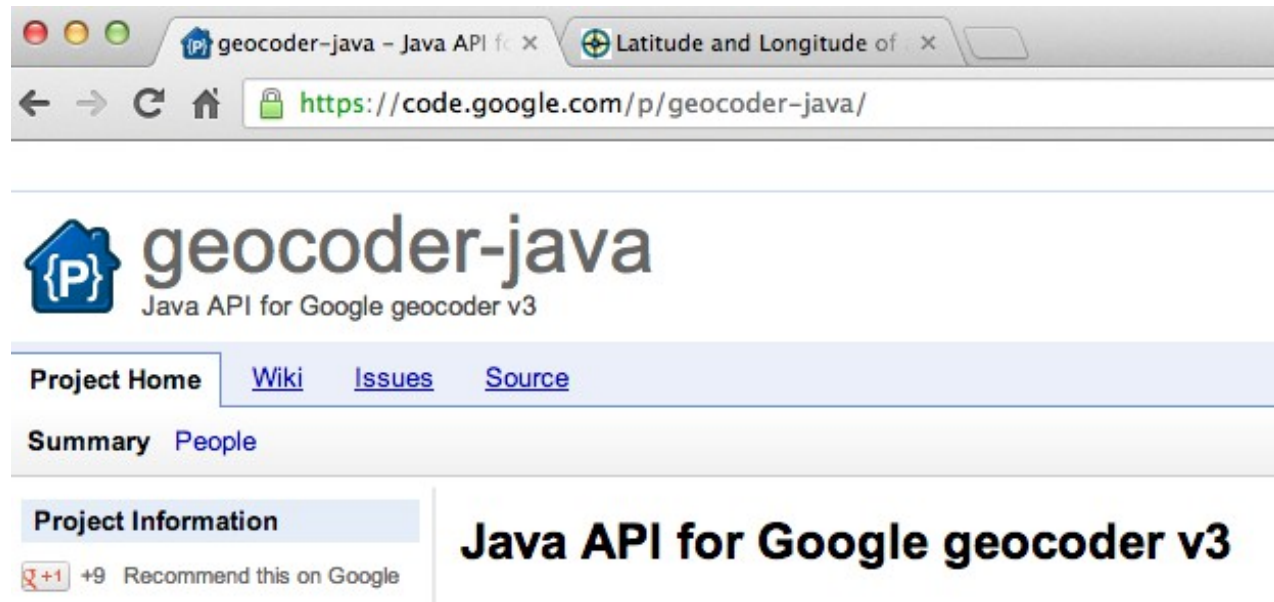 geocoder-java – Java API fo
Latitude and Longitude of
https://code.google.com/p/geocoder-java/
{P} geocoder-java
Java API for Google geocoder v3
Project Home Wiki Issues Source
Summary People
Project Information
Java API for Google geocoder v3
+1 +9 Recommend this on Google